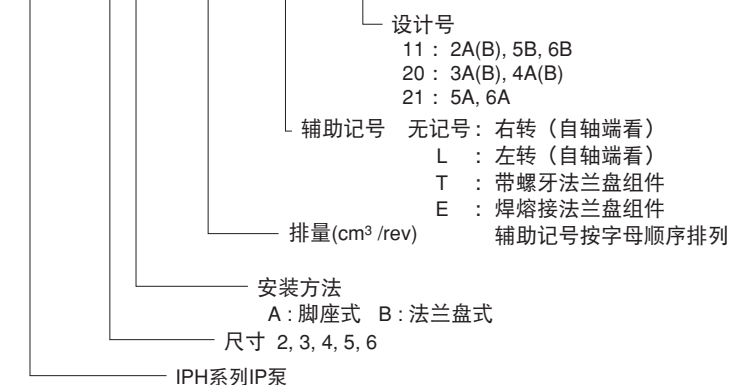 设计号
11 : 2A(B), 5B, 6B
20 : 3A(B), 4A(B)
21 : 5A, 6A
辅助记号 无记号: 右转（自轴端看）
L : 左转（自轴端看）
T : 带螺牙法兰盘组件
E : 焊熔接法兰盘组件
排量(cm³ /rev) 辅助记号按字母顺序排列
安装方法
A : 脚座式 B : 法兰盘式
尺寸 2, 3, 4, 5, 6
IPH系列IP泵